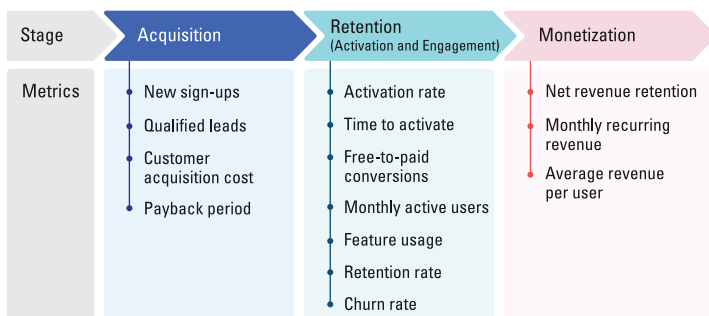 Stage
Acquisition
Retention
(Activation and Engagement)
Monetization
Metrics
New sign-ups
Qualified leads
Customer
acquisition cost
Payback period
Activation rate
Time to activate
Free-to-paid
conversions
Monthly active users
Feature usage
Retention rate
Churn rate
Net revenue retention
Monthly recurring
revenue
Average revenue
per user